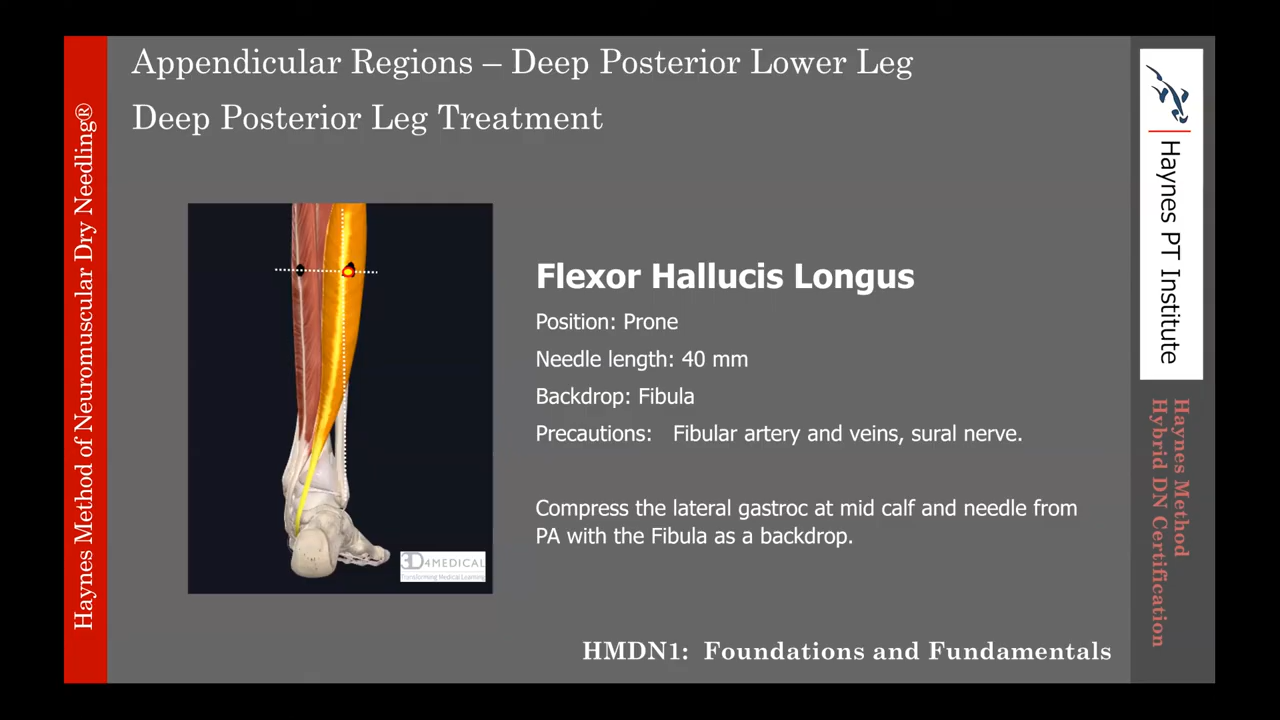 Appendicular Regions – Deep Posterior Lower Leg
Deep Posterior Leg Treatment
Haynes Method of Neuromuscular Dry Needling®
Flexor Hallucis Longus
Position: Prone
Needle length: 40 mm
Backdrop: Fibula
Precautions: Fibular artery and veins, sural nerve.
Compress the lateral gastroc at mid calf and needle from
PA with the Fibula as a backdrop.
3D4MEDICAL
Transforming Medical Learning
HMDN1: Foundations and Fundamentals
Haynes PT Institute
Haynes Method
Hybrid DN Certification